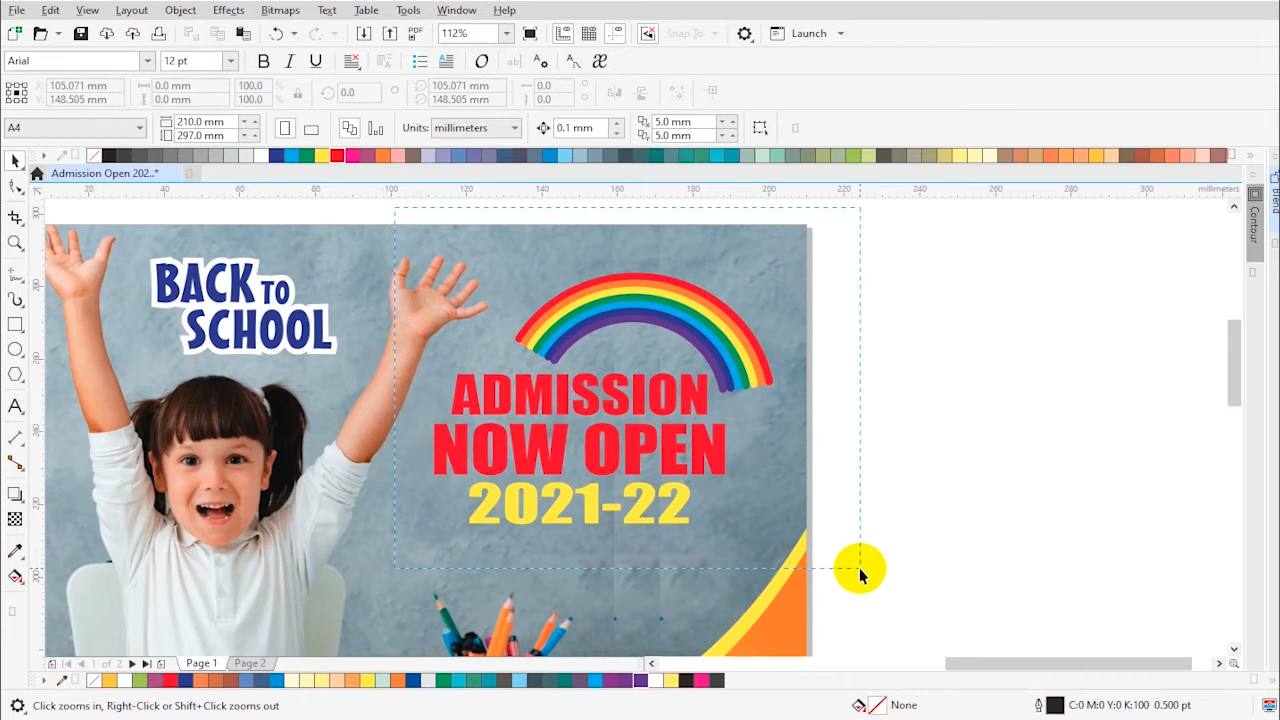 File Edit View Layout Object Effects Bitmaps Text Table Tools Window Help
PDF 112% Snap To Launch
Arial 12 pt B I U O ab æ
X: 105.071 mm 0.0 mm 100.0 0.0 105.071 mm 0.0
Y: 148.505 mm 0.0 mm 100.0 148.505 mm 0.0
A4 210.0 mm 297.0 mm Units: millimeters 0.1 mm 5.0 mm 5.0 mm
Admission Open 202..*
20 40 60 80 100 120 140 160 180 200 220 240 260 280 300 millimeters
Blend
Contour
BACK TO
SCHOOL
ADMISSION
NOW OPEN
2021-22
1 of 2 Page 1 Page 2
Click zooms in, Right-Click or Shift+Click zooms out None C:0 M:0 Y:0 K:100 0.500 pt